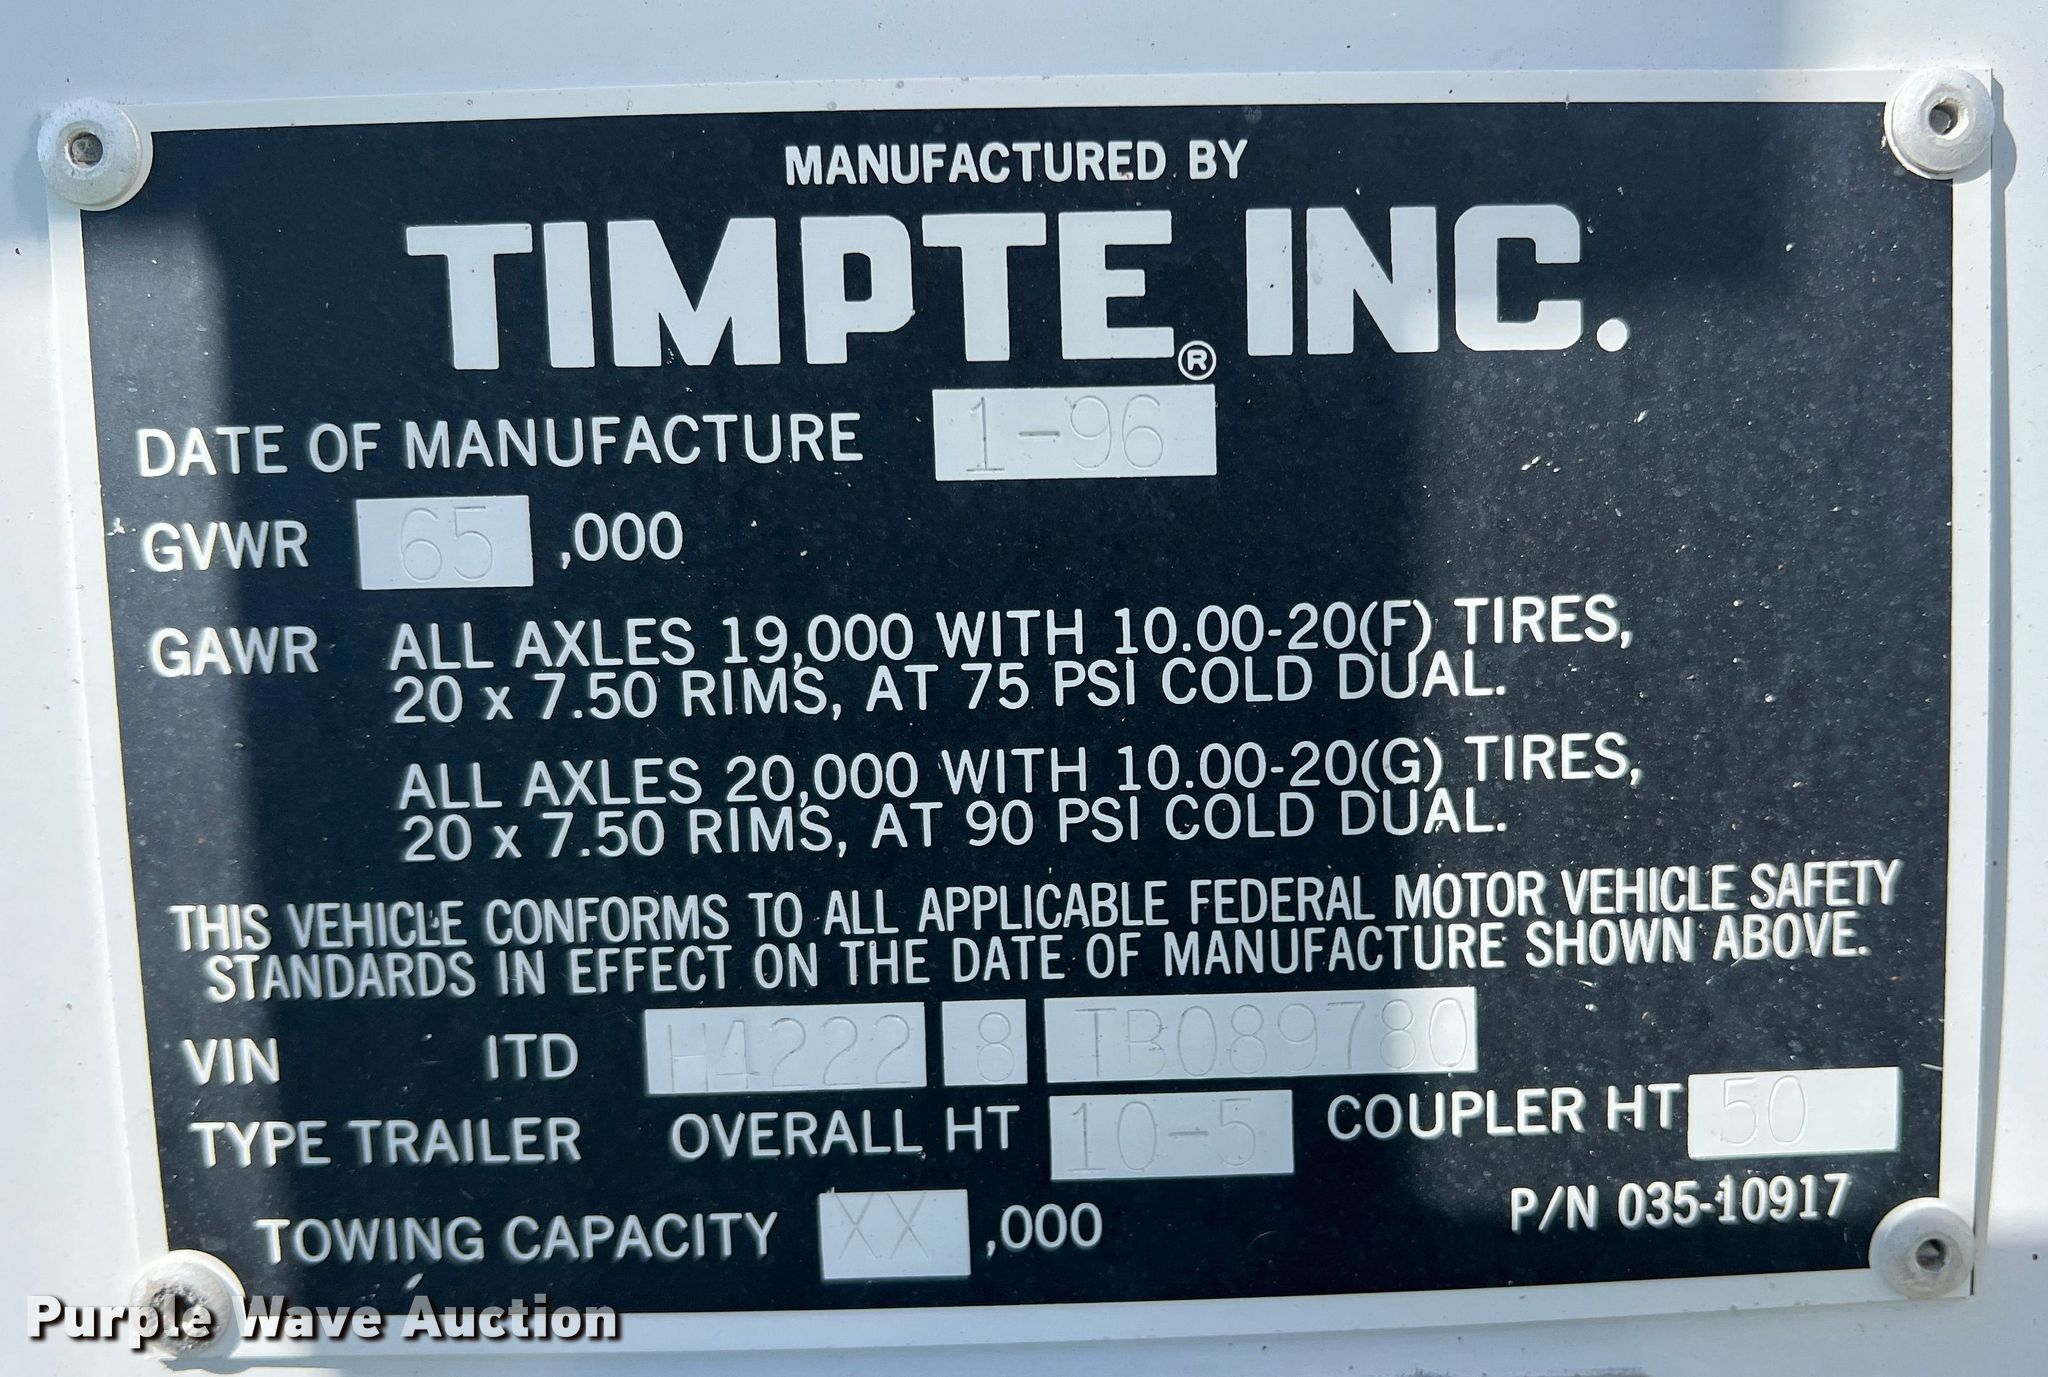 MANUFACTURED BY
TIMPTE® INC.
DATE OF MANUFACTURE 1-96
GVWR 65 ,000
GAWR ALL AXLES 19,000 WITH 10.00-20(F) TIRES,
20 x 7.50 RIMS, AT 75 PSI COLD DUAL.
ALL AXLES 20,000 WITH 10.00-20(G) TIRES,
20 x 7.50 RIMS, AT 90 PSI COLD DUAL.
THIS VEHICLE CONFORMS TO ALL APPLICABLE FEDERAL MOTOR VEHICLE SAFETY
STANDARDS IN EFFECT ON THE DATE OF MANUFACTURE SHOWN ABOVE.
VIN ITD H4222 8 TB089780
TYPE TRAILER OVERALL HT 10-5 COUPLER HT 50
TOWING CAPACITY XX ,000
P/N 035-10917
Purple Wave Auction